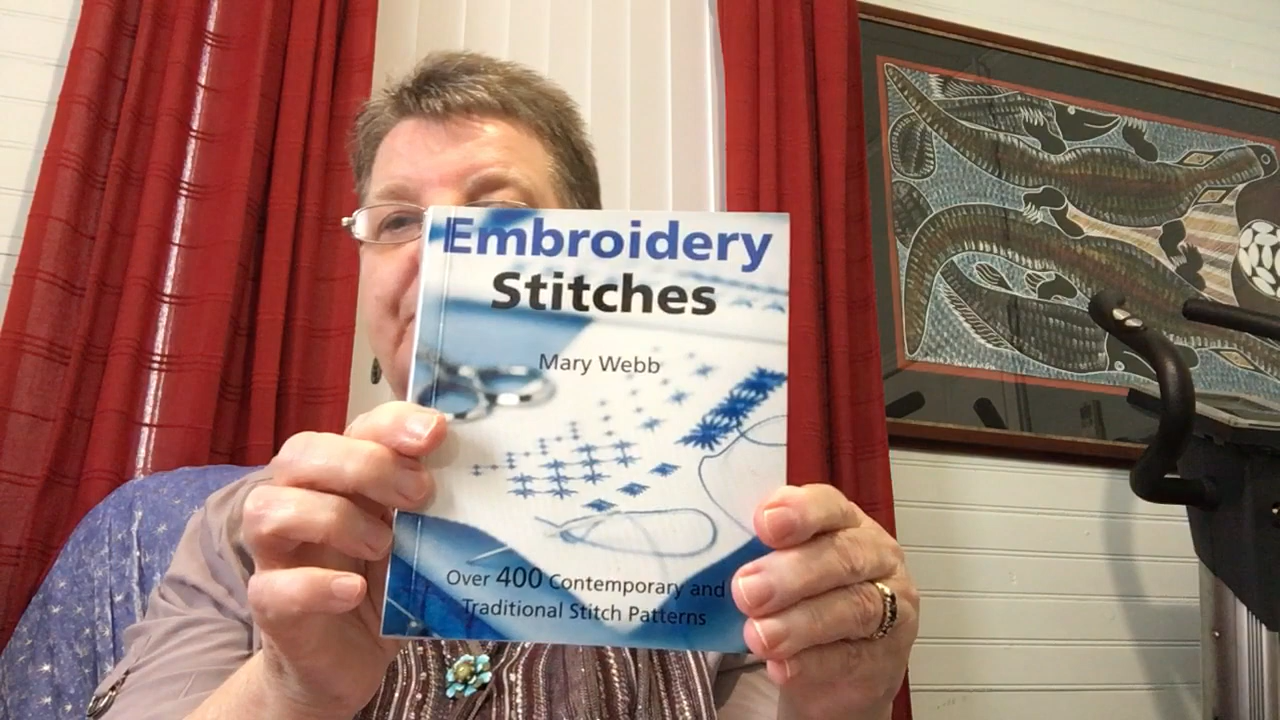 Embroidery
Stitches
Mary Webb
Over 400 Contemporary and
Traditional Stitch Patterns